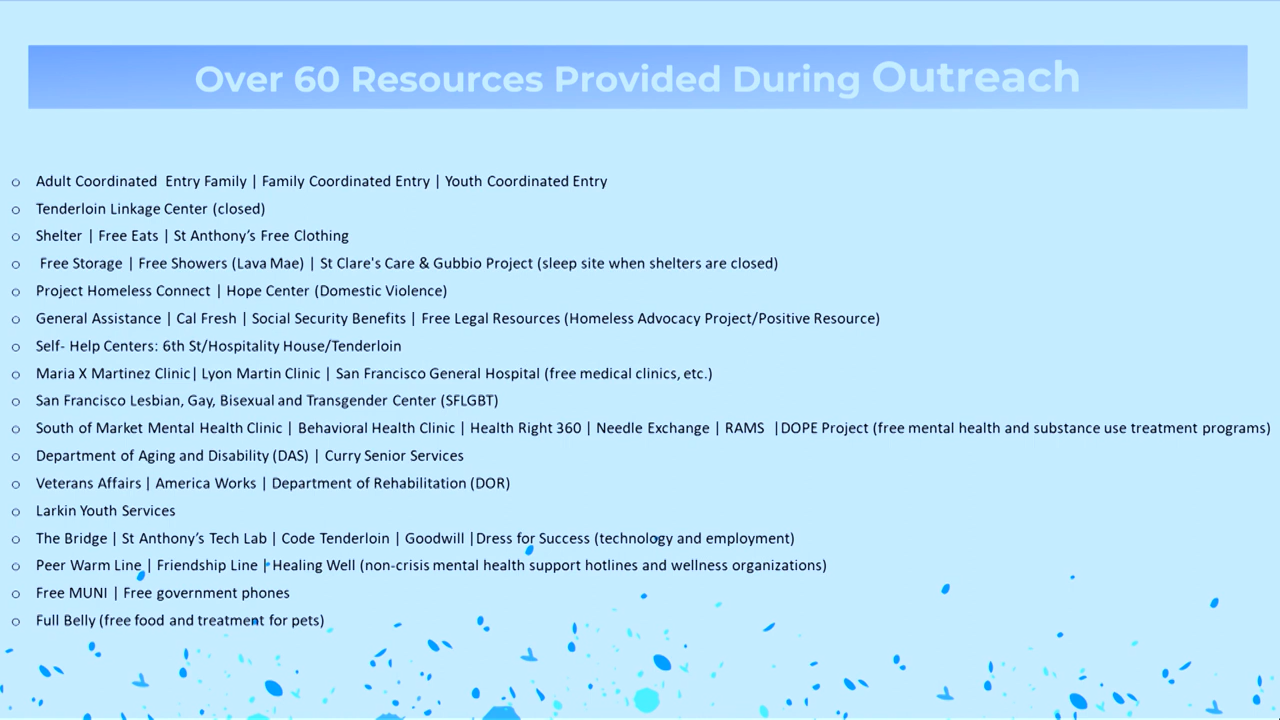 Over 60 Resources Provided During Outreach
o Adult Coordinated  Entry Family | Family Coordinated Entry | Youth Coordinated Entry
o Tenderloin Linkage Center (closed)
o Shelter | Free Eats | St Anthony’s Free Clothing
o Free Storage | Free Showers (Lava Mae) | St Clare's Care & Gubbio Project (sleep site when shelters are closed)
o Project Homeless Connect | Hope Center (Domestic Violence)
o General Assistance | Cal Fresh | Social Security Benefits | Free Legal Resources (Homeless Advocacy Project/Positive Resource)
o Self- Help Centers: 6th St/Hospitality House/Tenderloin
o Maria X Martinez Clinic| Lyon Martin Clinic | San Francisco General Hospital (free medical clinics, etc.)
o San Francisco Lesbian, Gay, Bisexual and Transgender Center (SFLGBT)
o South of Market Mental Health Clinic | Behavioral Health Clinic | Health Right 360 | Needle Exchange | RAMS  |DOPE Project (free mental health and substance use treatment programs)
o Department of Aging and Disability (DAS) | Curry Senior Services
o Veterans Affairs | America Works | Department of Rehabilitation (DOR)
o Larkin Youth Services
o The Bridge | St Anthony’s Tech Lab | Code Tenderloin | Goodwill |Dress for Success (technology and employment)
o Peer Warm Line | Friendship Line | Healing Well (non-crisis mental health support hotlines and wellness organizations)
o Free MUNI | Free government phones
o Full Belly (free food and treatment for pets)